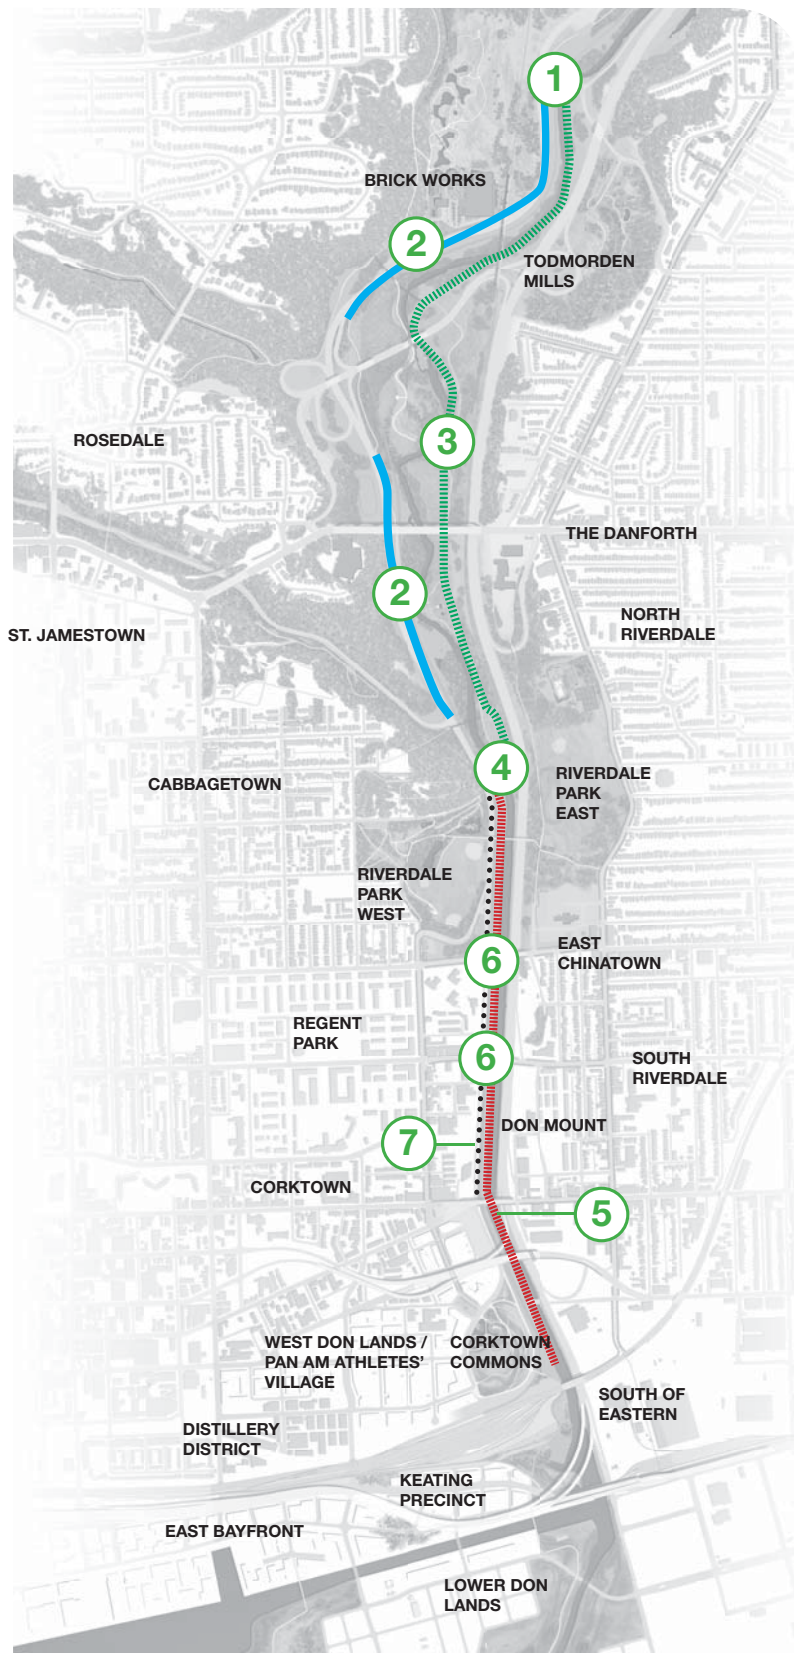 1
BRICK WORKS
2
TODMORDEN
MILLS
ROSEDALE
3
THE DANFORTH
2
NORTH
RIVERDALE
ST. JAMESTOWN
4
RIVERDALE
PARK
EAST
CABBAGETOWN
RIVERDALE
PARK
WEST
6
EAST
CHINATOWN
REGENT
PARK
6
SOUTH
RIVERDALE
DON MOUNT
7
CORKTOWN
5
WEST DON LANDS /
PAN AM ATHLETES'
VILLAGE
CORKTOWN
COMMONS
SOUTH OF
EASTERN
DISTILLERY
DISTRICT
KEATING
PRECINCT
EAST BAYFRONT
LOWER DON
LANDS